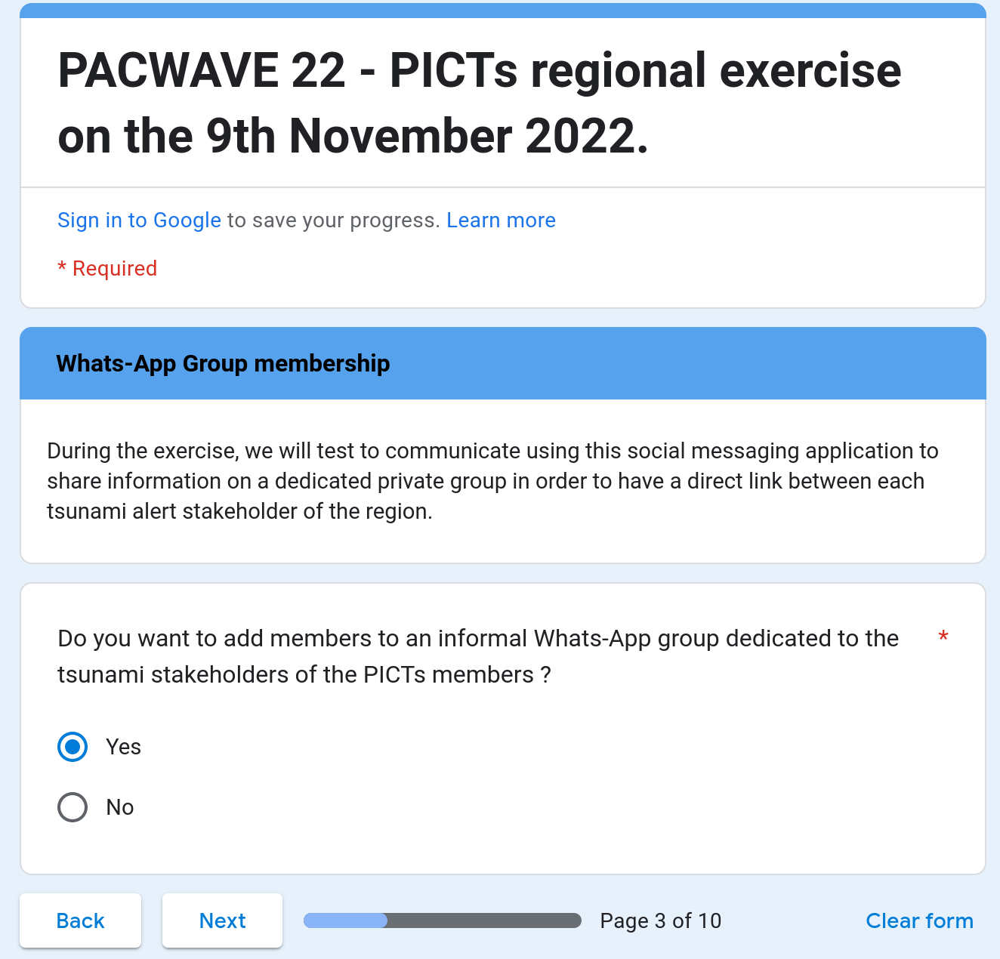 PACWAVE 22 - PICTs regional exercise
on the 9th November 2022.
Sign in to Google to save your progress. Learn more
* Required
Whats-App Group membership
During the exercise, we will test to communicate using this social messaging application to
share information on a dedicated private group in order to have a direct link between each
tsunami alert stakeholder of the region.
Do you want to add members to an informal Whats-App group dedicated to the *
tsunami stakeholders of the PICTs members ?
Yes
No
Back Next Page 3 of 10 Clear form